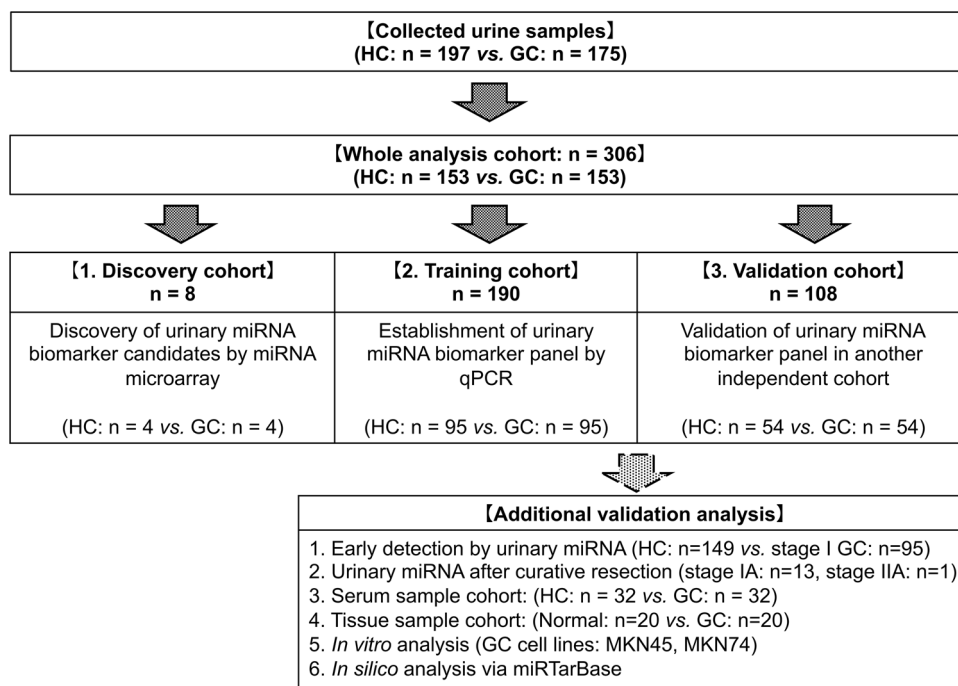 【Collected urine samples】
(HC: n = 197 vs. GC: n = 175)
【Whole analysis cohort: n = 306】
(HC: n = 153 vs. GC: n = 153)
【1. Discovery cohort】
n = 8
Discovery of urinary miRNA
biomarker candidates by miRNA
microarray
(HC: n = 4 vs. GC: n = 4)
【2. Training cohort】
n = 190
Establishment of urinary
miRNA biomarker panel by
qPCR
(HC: n = 95 vs. GC: n = 95)
【3. Validation cohort】
n = 108
Validation of urinary miRNA
biomarker panel in another
independent cohort
(HC: n = 54 vs. GC: n = 54)
【Additional validation analysis】
1. Early detection by urinary miRNA (HC: n=149 vs. stage I GC: n=95)
2. Urinary miRNA after curative resection (stage IA: n=13, stage IIA: n=1)
3. Serum sample cohort: (HC: n = 32 vs. GC: n = 32)
4. Tissue sample cohort: (Normal: n=20 vs. GC: n=20)
5. In vitro analysis (GC cell lines: MKN45, MKN74)
6. In silico analysis via miRTarBase